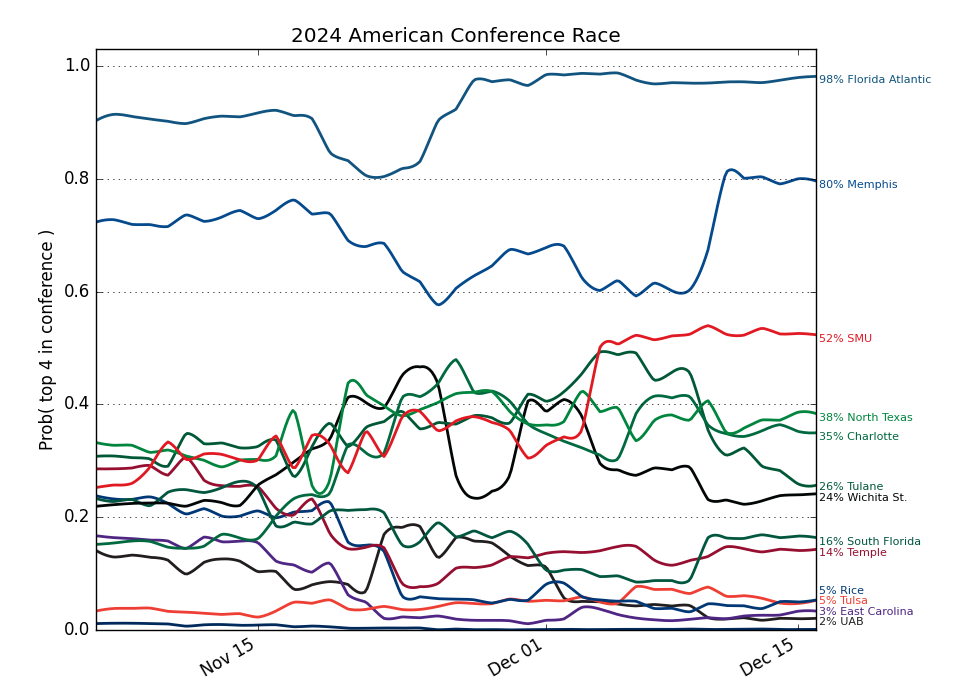 2024 American Conference Race
1.0
98% Florida Atlantic
0.8
80% Memphis
Prob( top 4 in conference )
0.6
52% SMU
0.4
38% North Texas
35% Charlotte
26% Tulane
24% Wichita St.
0.2
16% South Florida
14% Temple
5% Rice
5% Tulsa
3% East Carolina
2% UAB
0.0
Nov 15
Dec 01
Dec 15